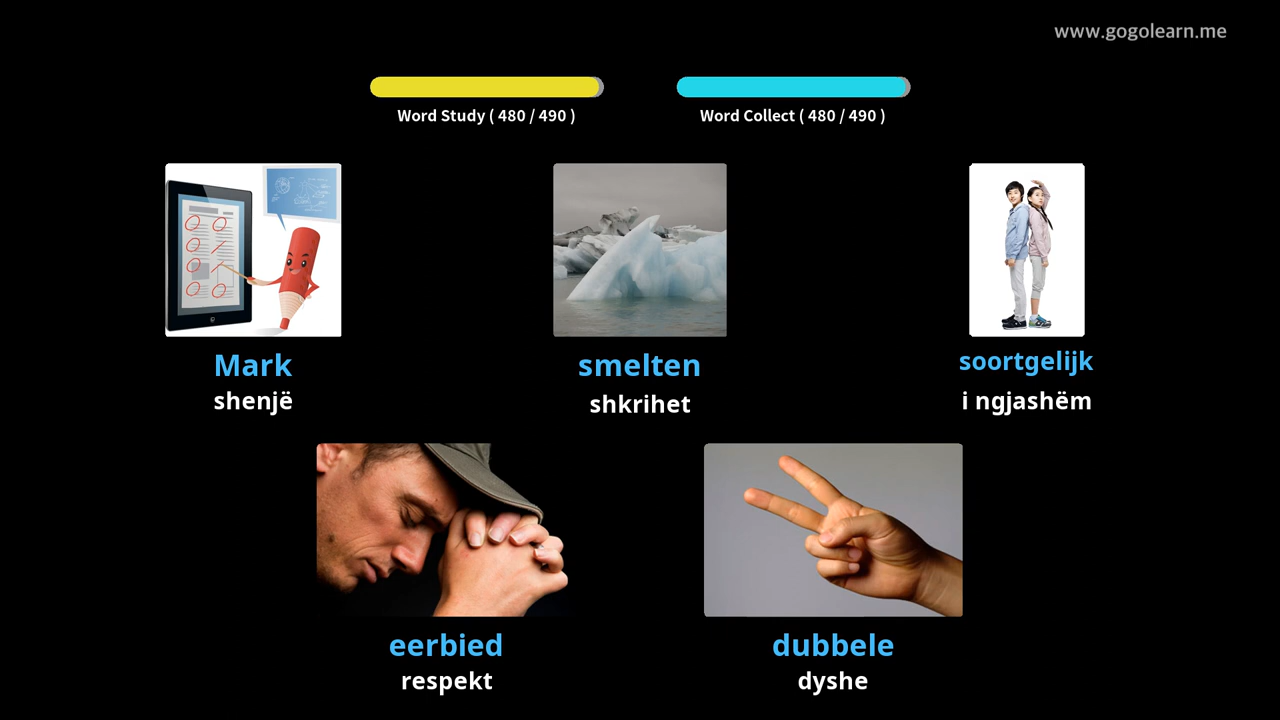 www.gogolearn.me
Word Study ( 480 / 490 )
Word Collect ( 480 / 490 )
Mark
shenjë
smelten
shkrihet
soortgelijk
i ngjashëm
eerbied
respekt
dubbele
dyshe